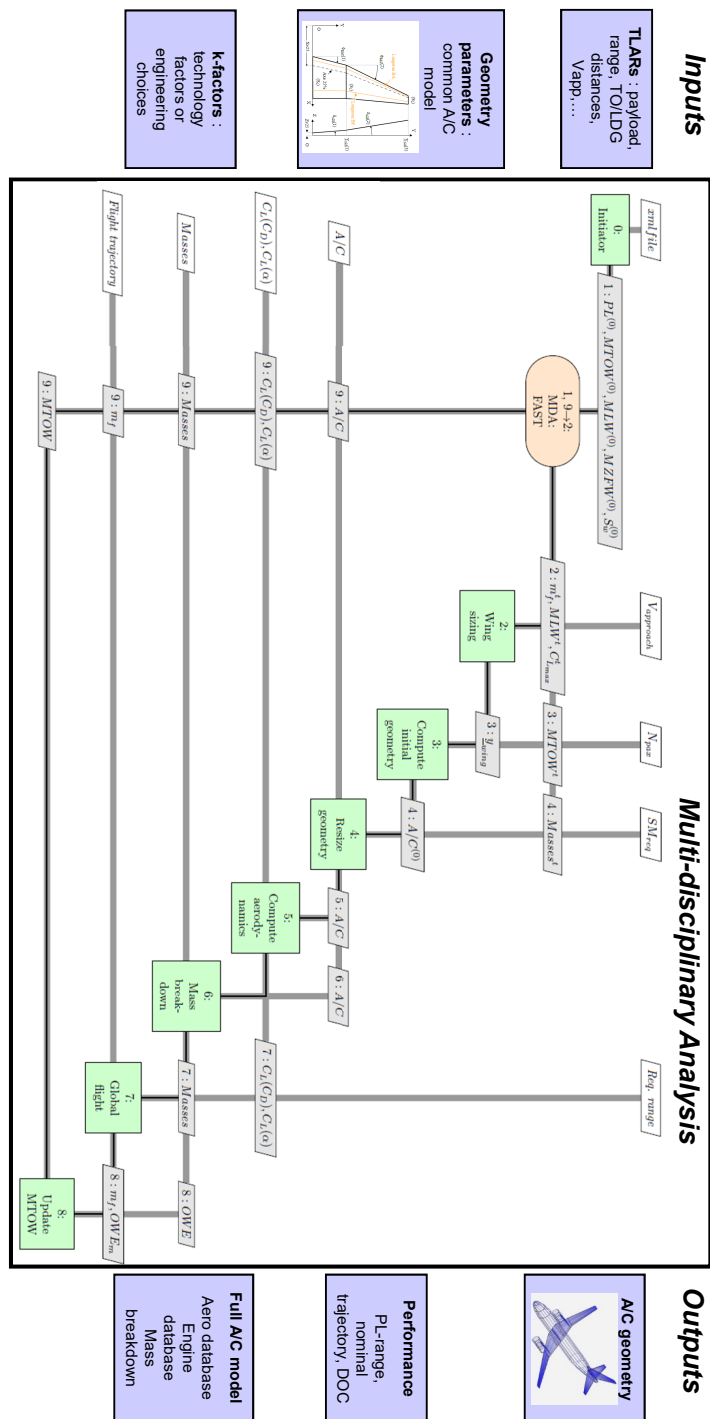 Inputs
Multi-disciplinary Analysis
Outputs
TLARs : payload,
range, TO/LDG
distances,
Vapp,…
Geometry
parameters :
common A/C
model
k-factors :
technology
factors or
engineering
choices
xmlfile
V_approach
N_pax
SM_req
Req. range
0:
Initiator
1 : PL^(0), MTOW^(0), MLW^(0), MZFW^(0), S_w^(0)
1, 9→2:
MDA:
FAST
2 : m_f^t, MLW^t, C_Lmax^t
3 : MTOW^t
4 : Masses^t
2:
Wing
sizing
3 : y_wing
3:
Compute
initial
geometry
4 : A/C^(0)
A/C
9 : A/C
4:
Resize
geometry
5 : A/C
6 : A/C
C_L(C_D), C_L(α)
9 : C_L(C_D), C_L(α)
5:
Compute
aerody-
namics
7 : C_L(C_D), C_L(α)
Masses
9 : Masses
6:
Mass
break-
down
7 : Masses
8 : OWE
Flight trajectory
9 : m_f
7:
Global
flight
8 : m_f, OWE_m
9 : MTOW
8:
Update
MTOW
A/C geometry
Performance
PL-range,
nominal
trajectory, DOC
Full A/C model
Aero database
Engine
database
Mass
breakdown